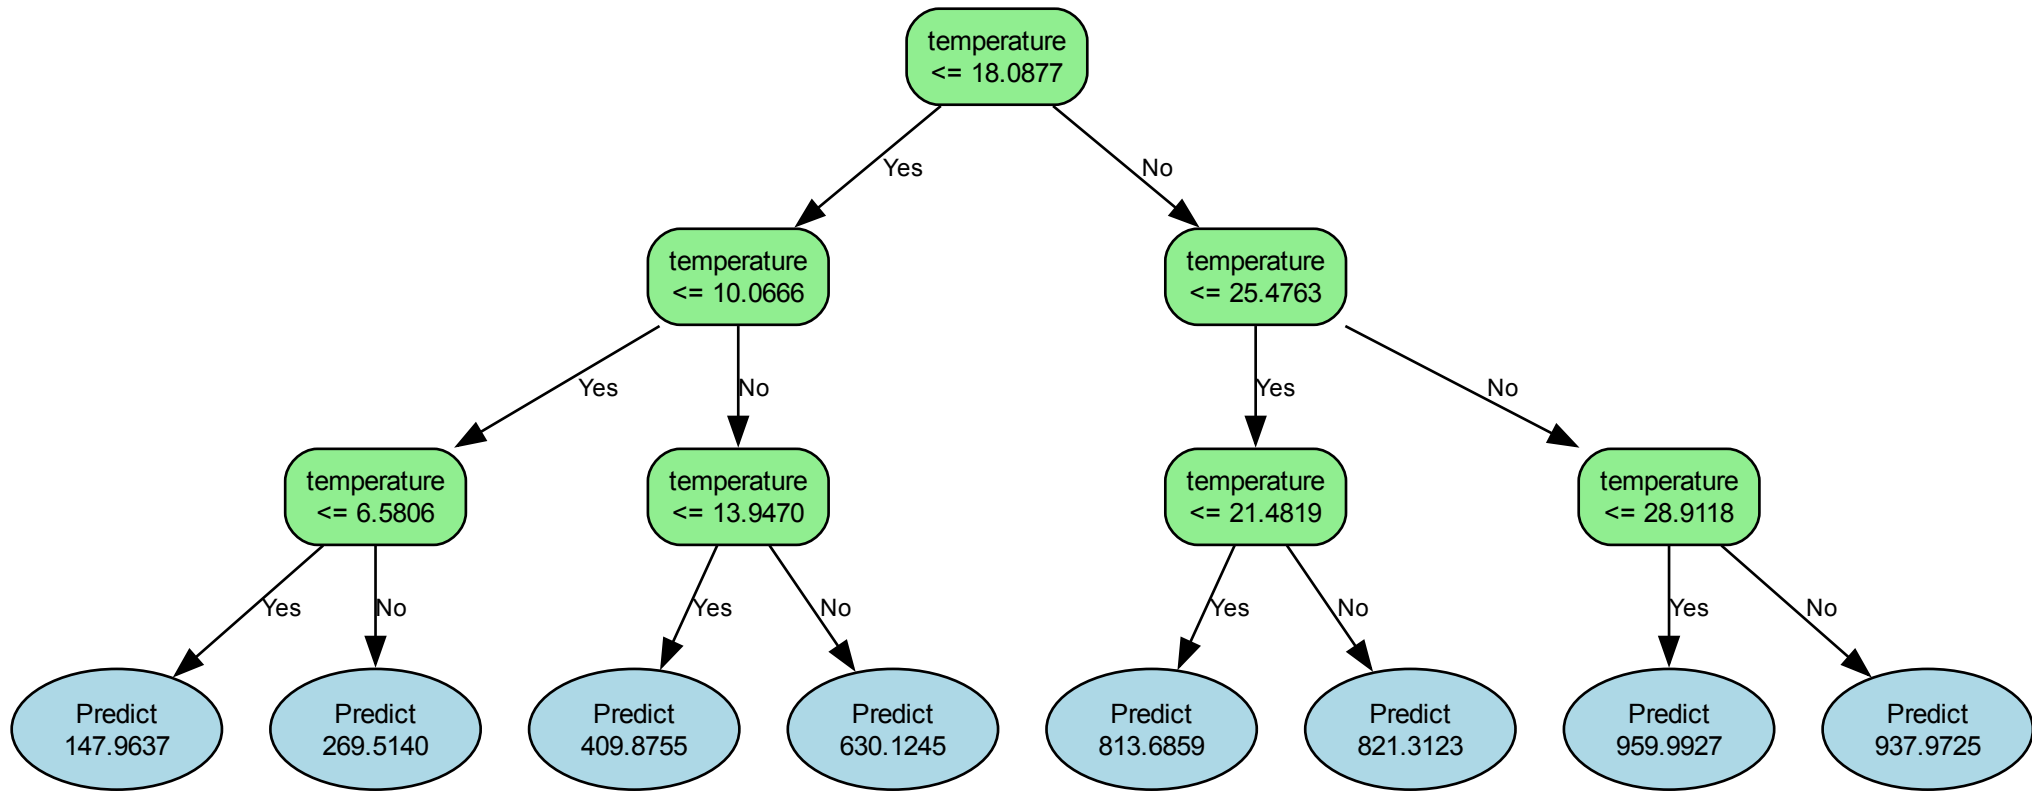 temperature
<= 18.0877
Yes
No
temperature
<= 10.0666
temperature
<= 25.4763
Yes
No
Yes
No
temperature
<= 6.5806
temperature
<= 13.9470
temperature
<= 21.4819
temperature
<= 28.9118
Yes
No
Yes
No
Yes
No
Yes
No
Predict
147.9637
Predict
269.5140
Predict
409.8755
Predict
630.1245
Predict
813.6859
Predict
821.3123
Predict
959.9927
Predict
937.9725